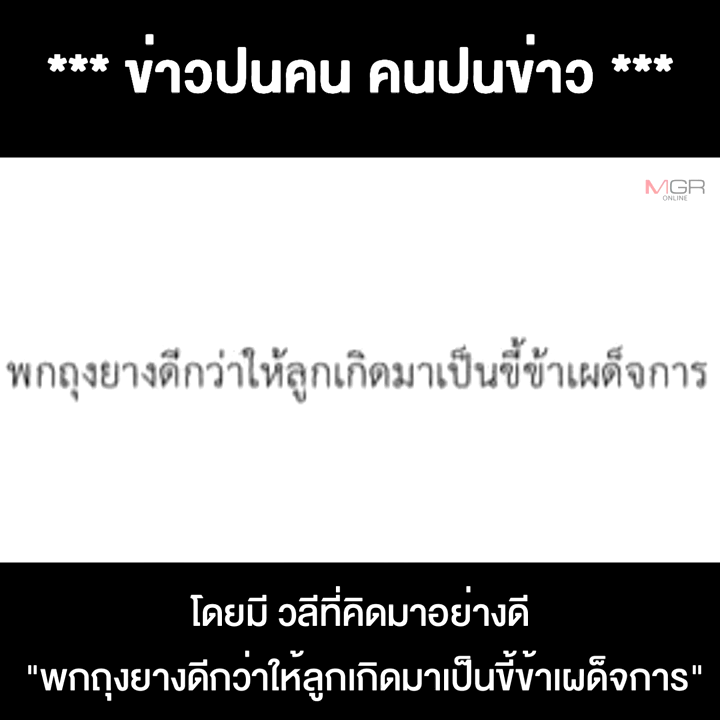 *** ข่าวปนคน คนปนข่าว ***
MGR
ONLINE
พกถุงยางดีกว่าให้ลูกเกิดมาเป็นขี้ข้าเผด็จการ
โดยมี วลีที่คิดมาอย่างดี
"พกถุงยางดีกว่าให้ลูกเกิดมาเป็นขี้ข้าเผด็จการ"